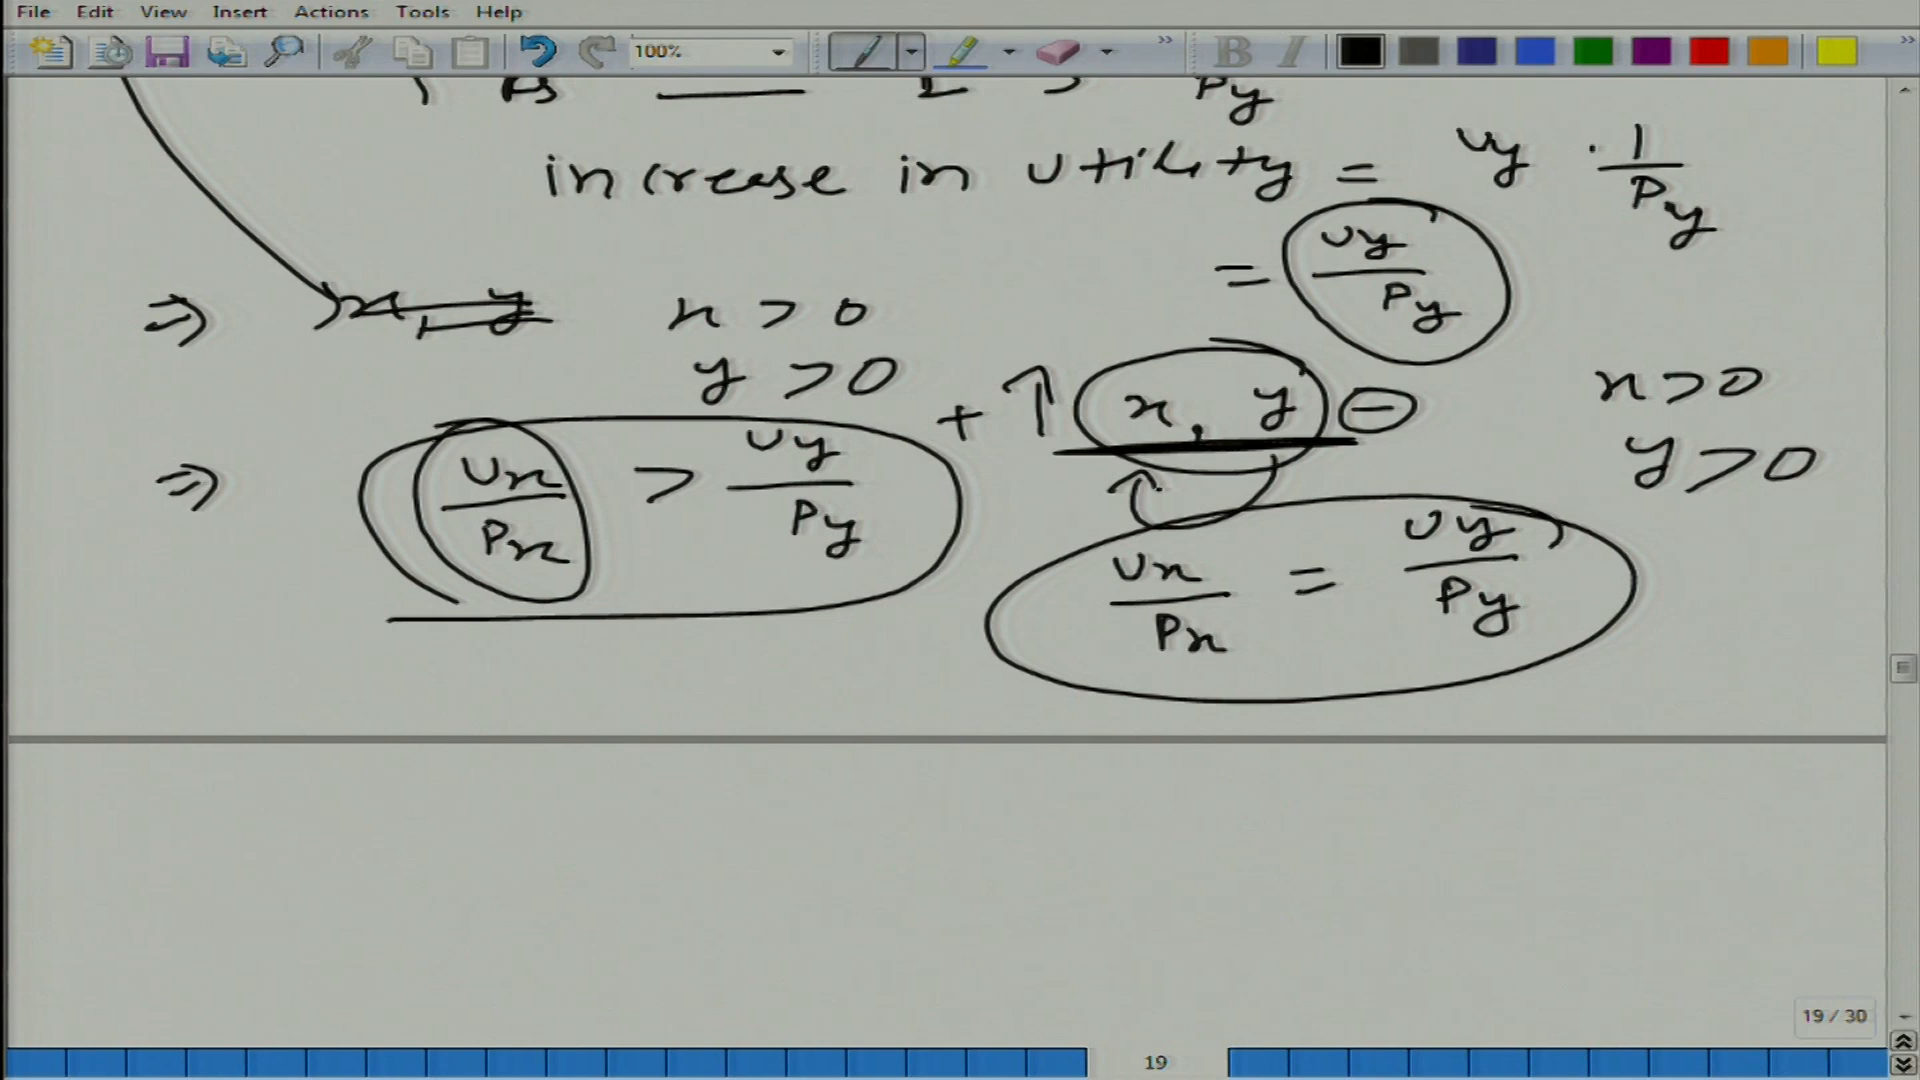 File Edit View Insert Actions Tools Help
100%
B I
Py
increase in utility = Uy · 1/Py
= Uy/Py
⇒ x, y x > 0
y > 0 + ↑ x, y − x > 0
y > 0
⇒ Ux/Px > Uy/Py
Ux/Px = Uy/Py
19 / 30
19